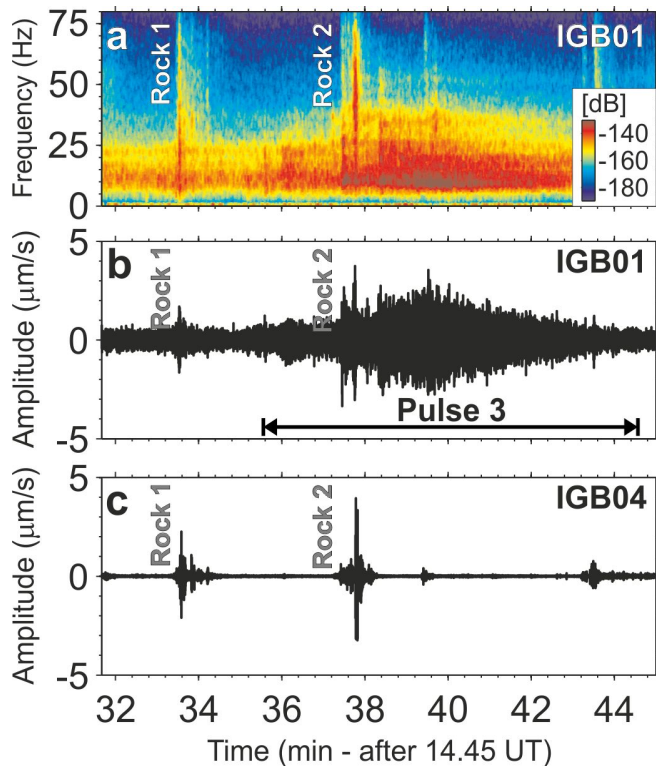 a
Rock 1
Rock 2
IGB01
75
50
25
0
Frequency (Hz)
[dB]
-140
-160
-180
b
Rock 1
Rock 2
IGB01
5
0
-5
Amplitude (μm/s)
Pulse 3
c
Rock 1
Rock 2
IGB04
5
0
-5
Amplitude (μm/s)
32 34 36 38 40 42 44
Time (min - after 14.45 UT)